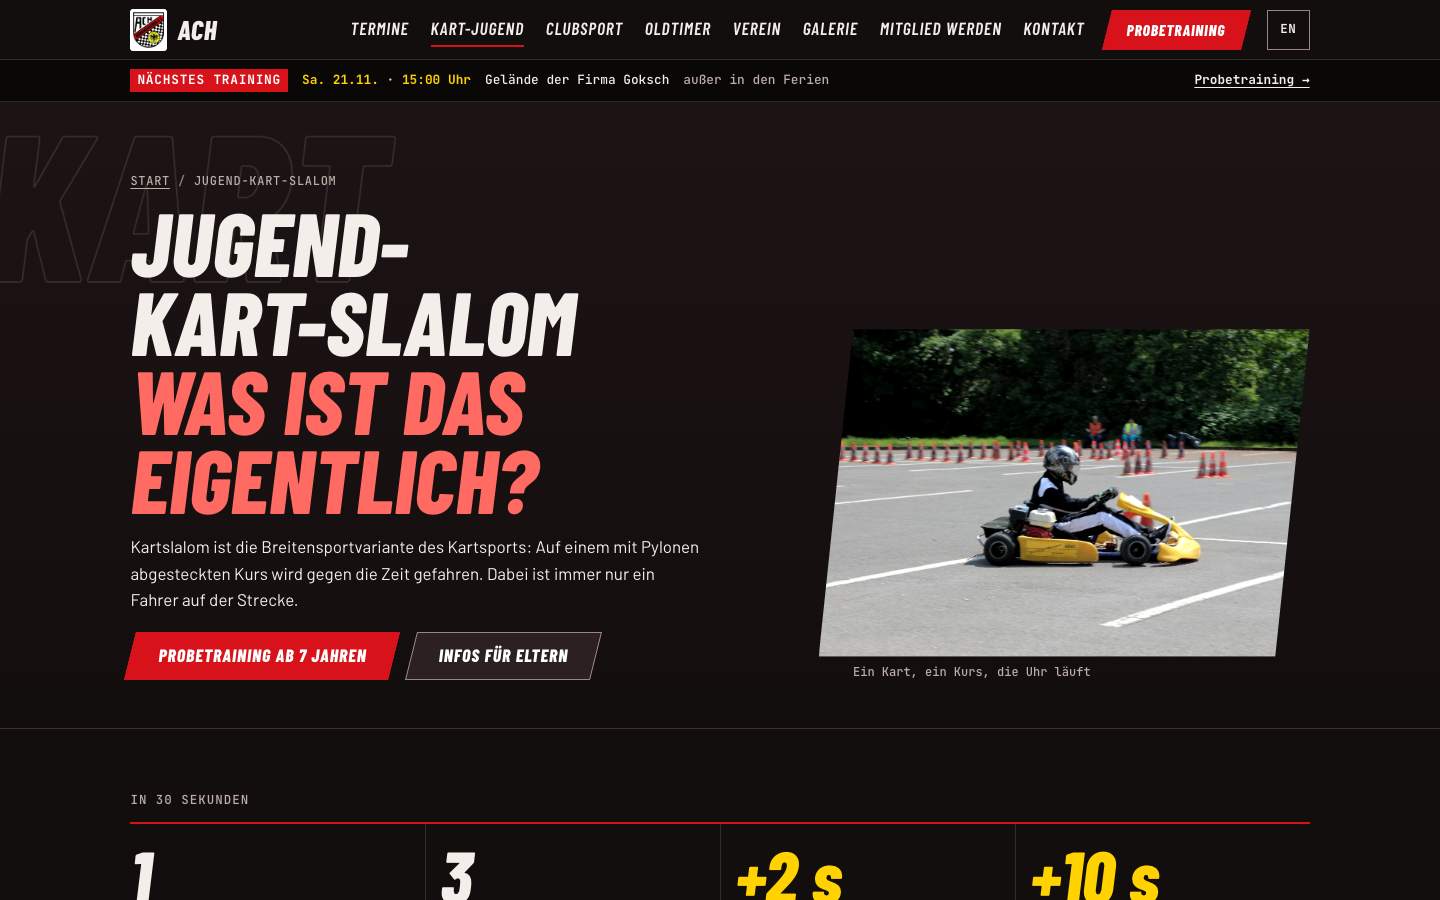 ACH
TERMINE KART-JUGEND CLUBSPORT OLDTIMER VEREIN GALERIE MITGLIED WERDEN KONTAKT PROBETRAINING EN
NÄCHSTES TRAINING Sa. 21.11. · 15:00 Uhr Gelände der Firma Goksch außer in den Ferien Probetraining →
KART
START / JUGEND-KART-SLALOM
JUGEND-
KART-SLALOM
WAS IST DAS
EIGENTLICH?
Kartslalom ist die Breitensportvariante des Kartsports: Auf einem mit Pylonen
abgesteckten Kurs wird gegen die Zeit gefahren. Dabei ist immer nur ein
Fahrer auf der Strecke.
PROBETRAINING AB 7 JAHREN INFOS FÜR ELTERN
Ein Kart, ein Kurs, die Uhr läuft
IN 30 SEKUNDEN
1 3 +2 s +10 s